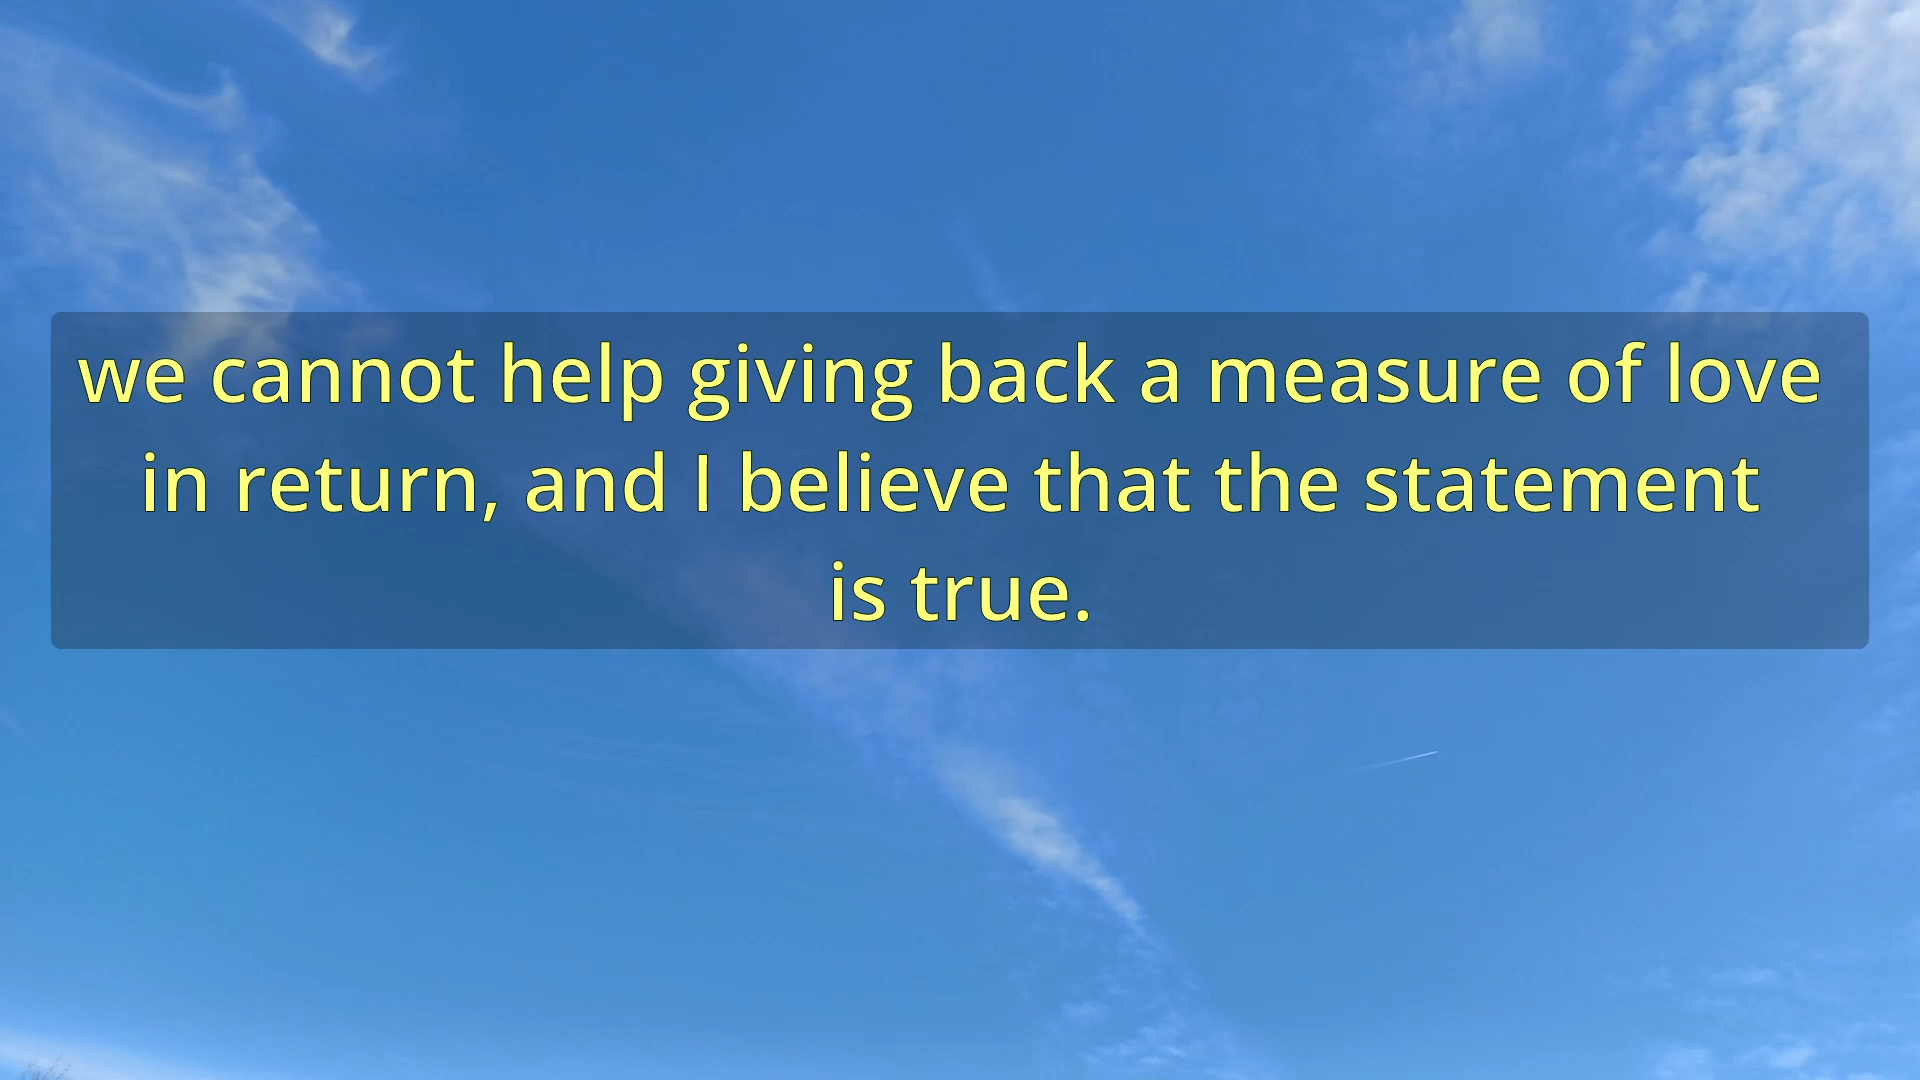 we cannot help giving back a measure of love
in return, and I believe that the statement
is true.